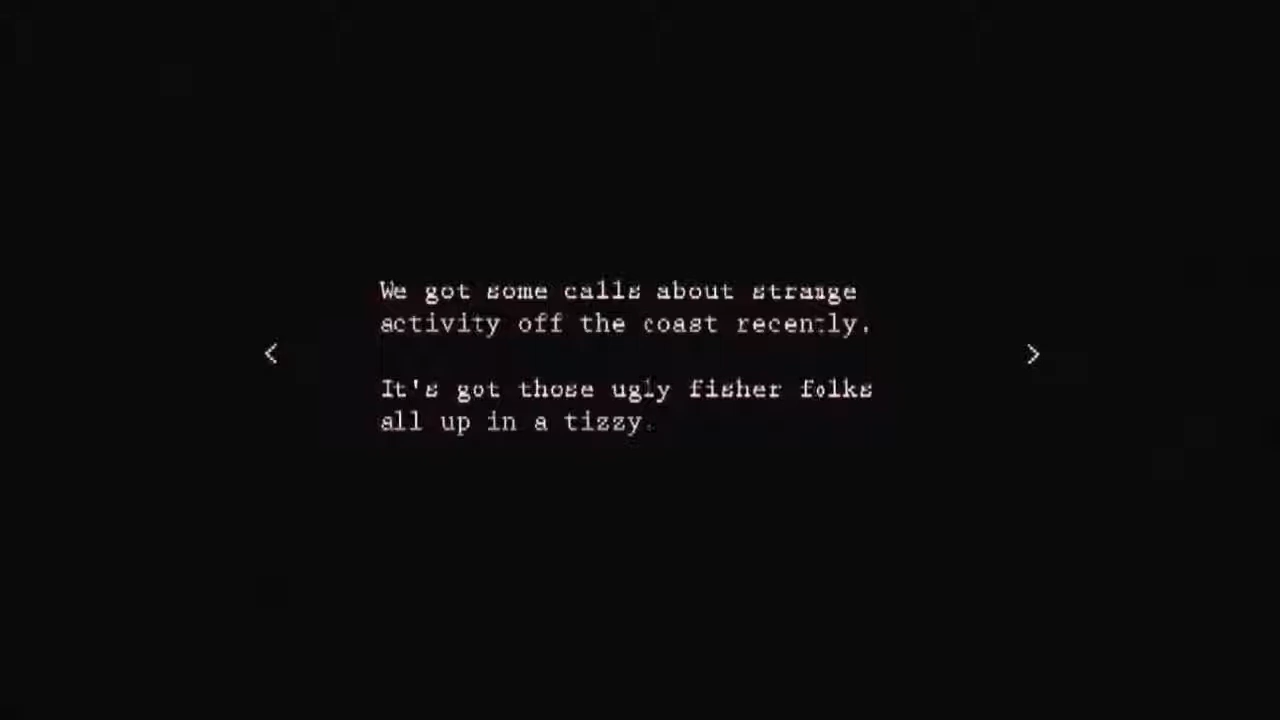 We got some calls about strange
activity off the coast recently.
< >
It's got those ugly fisher folks
all up in a tizzy.